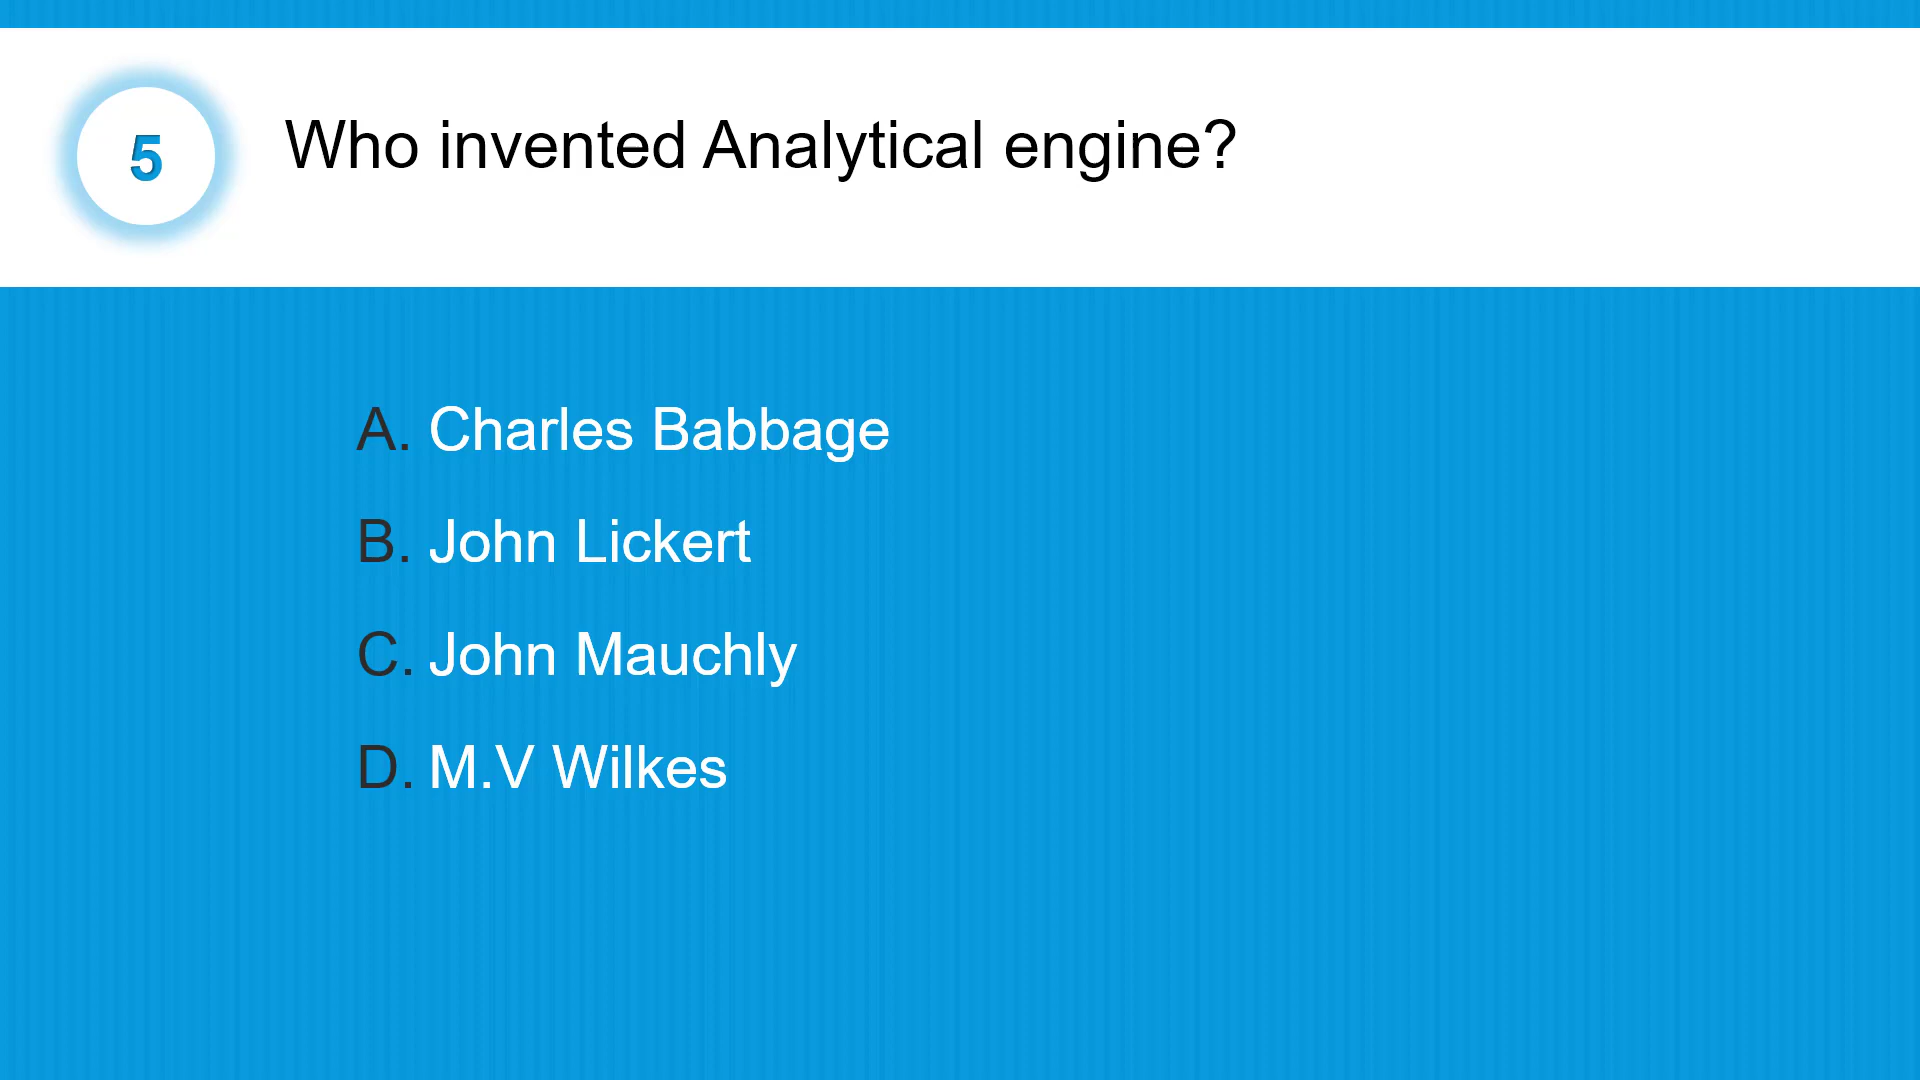 5
Who invented Analytical engine?
A. Charles Babbage
B. John Lickert
C. John Mauchly
D. M.V Wilkes